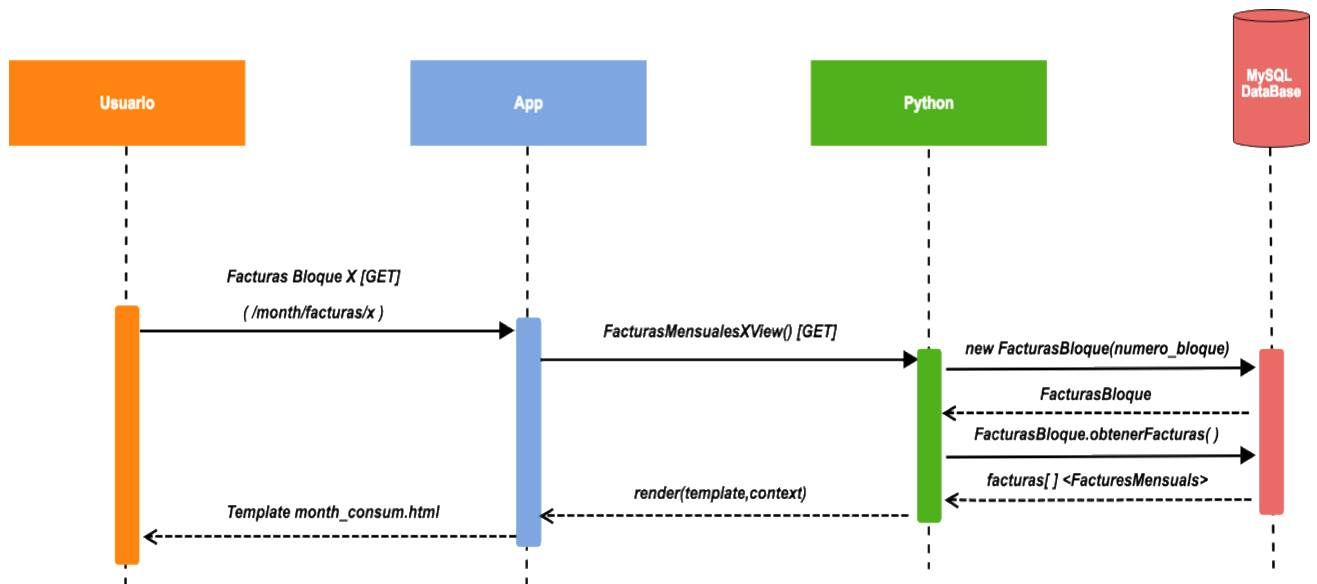 Usuario
App
Python
MySQL
DataBase
Facturas Bloque X [GET]
( /month/facturas/x )
FacturasMensualesXView() [GET]
new FacturasBloque(numero_bloque)
FacturasBloque
FacturasBloque.obtenerFacturas( )
facturas[ ] <FacturesMensuals>
render(template,context)
Template month_consum.html